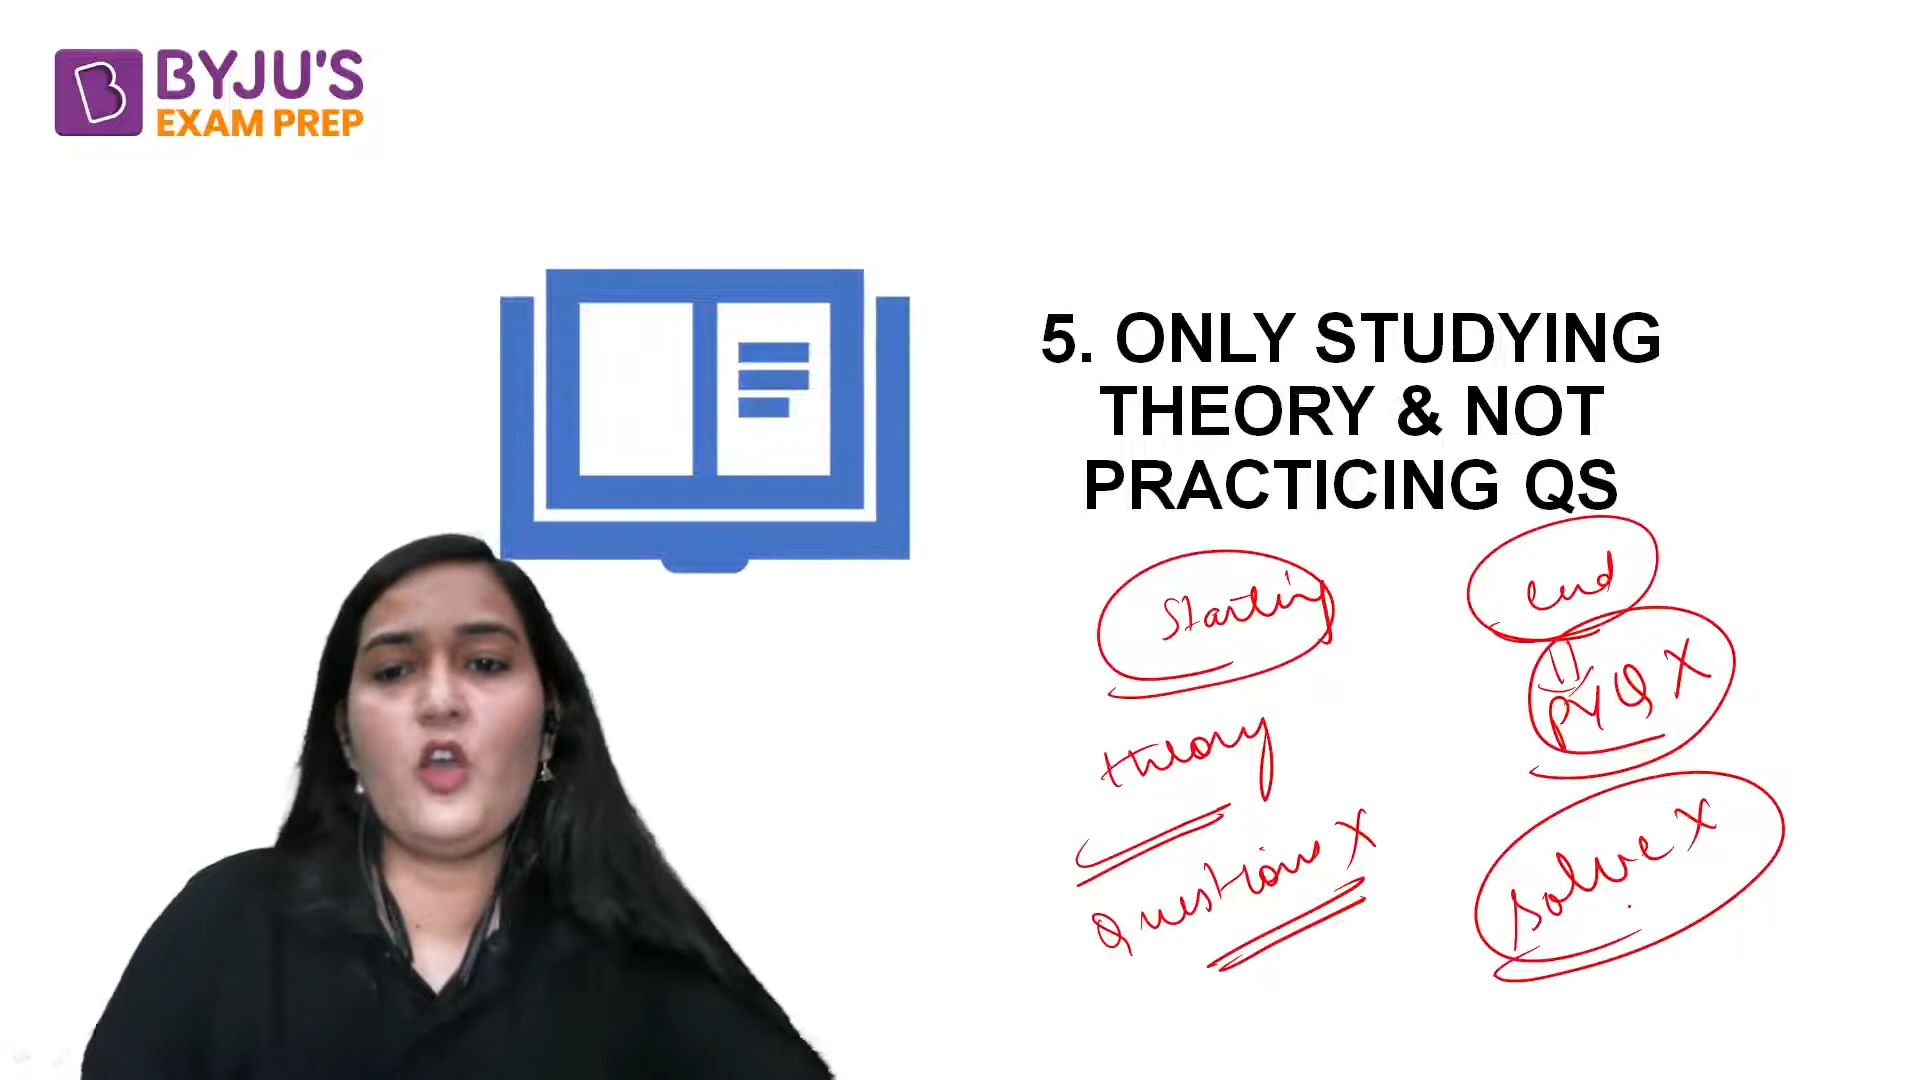 BYJU'S
EXAM PREP
5. ONLY STUDYING
THEORY & NOT
PRACTICING QS
Starting
end
PYQ X
theory
Questions X
solve X